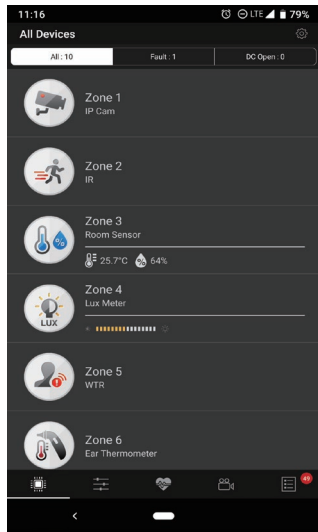 11:16
LTE 79%
All Devices
All : 10
Fault : 1
DC Open : 0
Zone 1
IP Cam
Zone 2
IR
Zone 3
Room Sensor
%
25.7°C
% 64%
Zone 4
Lux Meter
LUX
Zone 5
WTR
Zone 6
Ear Thermometer
49